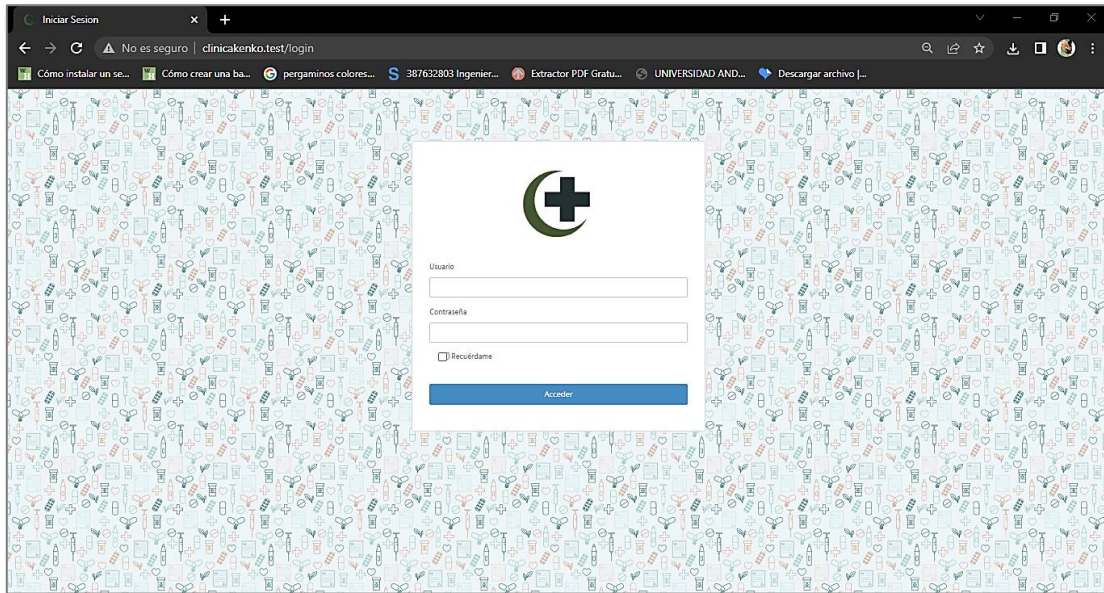 Iniciar Sesion
No es seguro | clinicakenko.test/login
Cómo instalar un se... Cómo crear una ba... pergaminos colores... 387632803 Ingenier... Extractor PDF Gratu... UNIVERSIDAD AND... Descargar archivo |...
Usuario
Contraseña
Recuérdame
Acceder